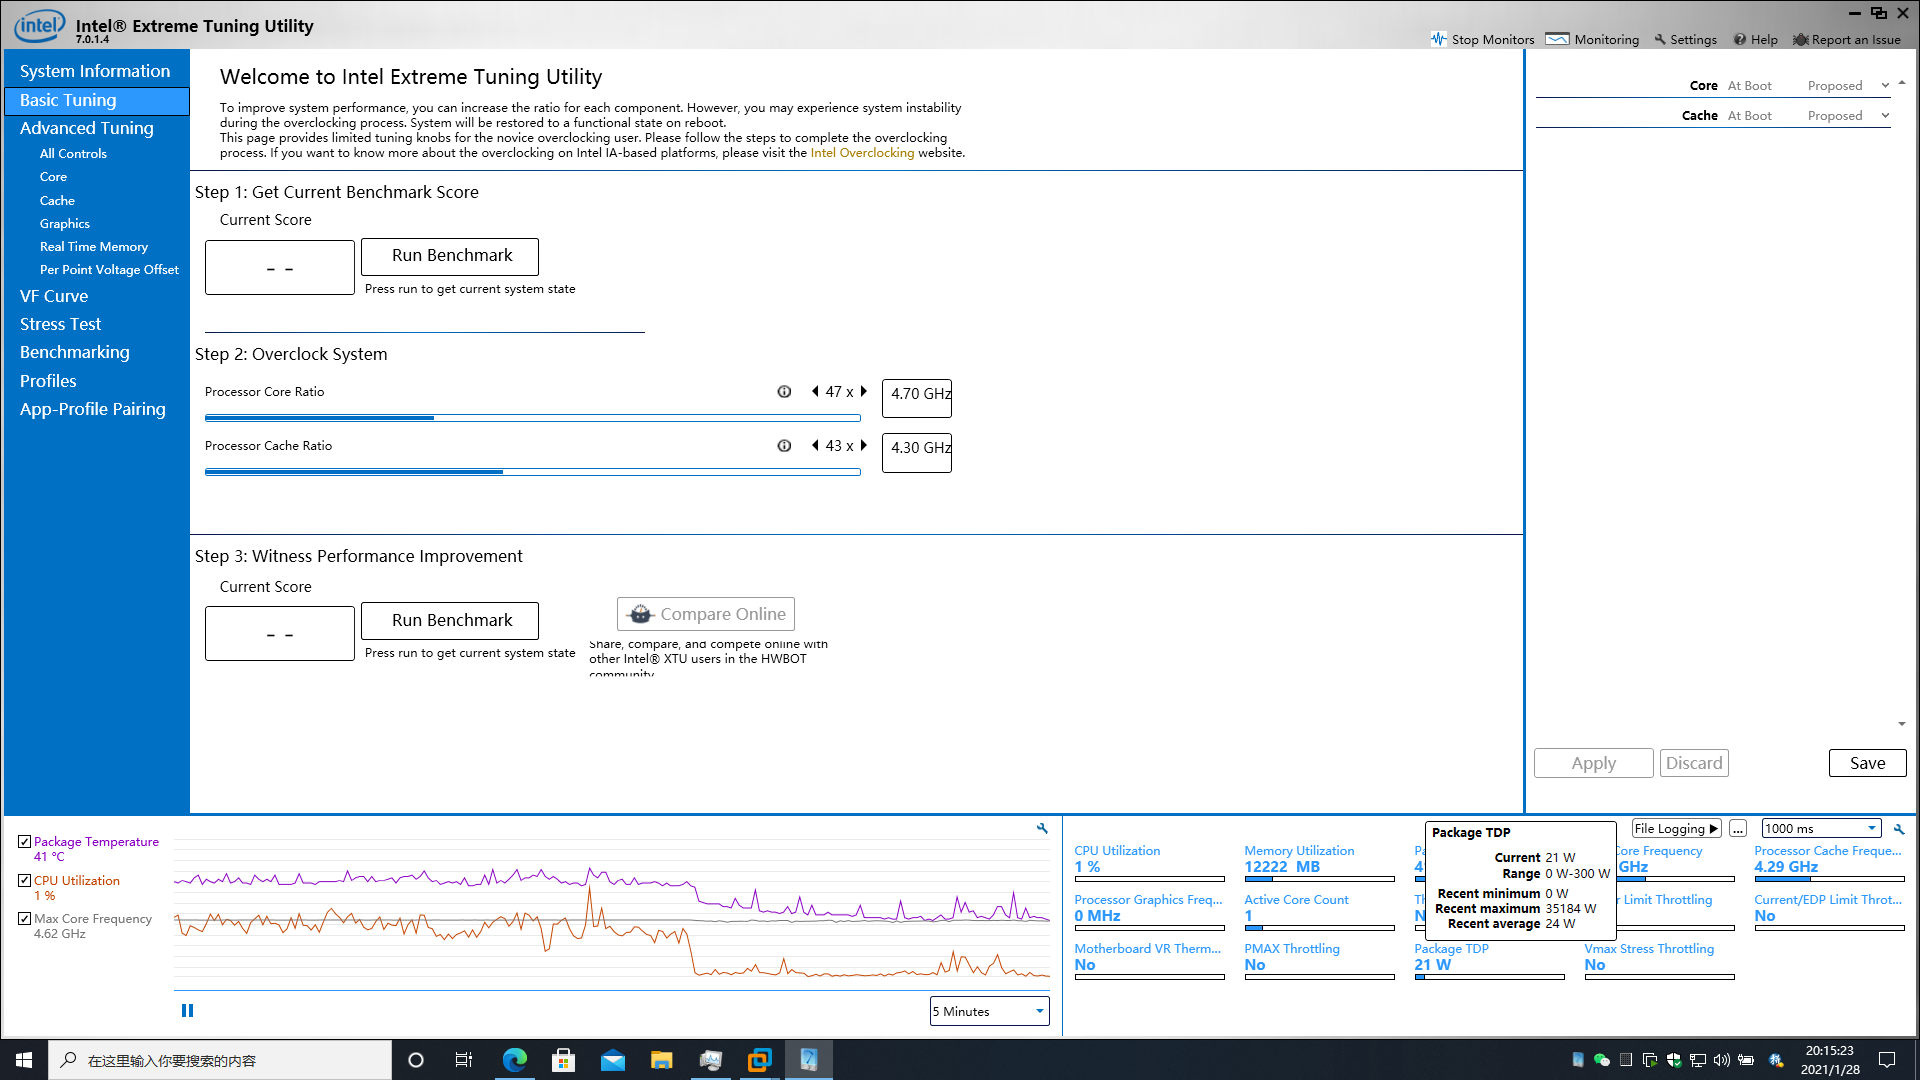 intel
Intel® Extreme Tuning Utility
7.0.1.4
Stop Monitors
Monitoring
Settings
Help
Report an Issue
System Information
Basic Tuning
Advanced Tuning
All Controls
Core
Cache
Graphics
Real Time Memory
Per Point Voltage Offset
VF Curve
Stress Test
Benchmarking
Profiles
App-Profile Pairing
Welcome to Intel Extreme Tuning Utility
To improve system performance, you can increase the ratio for each component. However, you may experience system instability
during the overclocking process. System will be restored to a functional state on reboot.
This page provides limited tuning knobs for the novice overclocking user. Please follow the steps to complete the overclocking
process. If you want to know more about the overclocking on Intel IA-based platforms, please visit the Intel Overclocking website.
Step 1: Get Current Benchmark Score
Current Score
- -
Run Benchmark
Press run to get current system state
Step 2: Overclock System
Processor Core Ratio
47 x
4.70 GHz
Processor Cache Ratio
43 x
4.30 GHz
Step 3: Witness Performance Improvement
Current Score
- -
Run Benchmark
Press run to get current system state
Compare Online
Share, compare, and compete online with
other Intel® XTU users in the HWBOT
community.
Core At Boot Proposed
Cache At Boot Proposed
Apply
Discard
Save
Package Temperature
41 °C
CPU Utilization
1 %
Max Core Frequency
4.62 GHz
5 Minutes
File Logging
...
1000 ms
CPU Utilization
1 %
Memory Utilization
12222 MB
Core Frequency
GHz
Processor Cache Freque...
4.29 GHz
Processor Graphics Freq...
0 MHz
Active Core Count
1
Limit Throttling
Current/EDP Limit Throt...
No
Motherboard VR Therm...
No
PMAX Throttling
No
Package TDP
21 W
Vmax Stress Throttling
No
Package TDP
Current 21 W
Range 0 W-300 W
Recent minimum 0 W
Recent maximum 35184 W
Recent average 24 W
在这里输入你要搜索的内容
20:15:23
2021/1/28